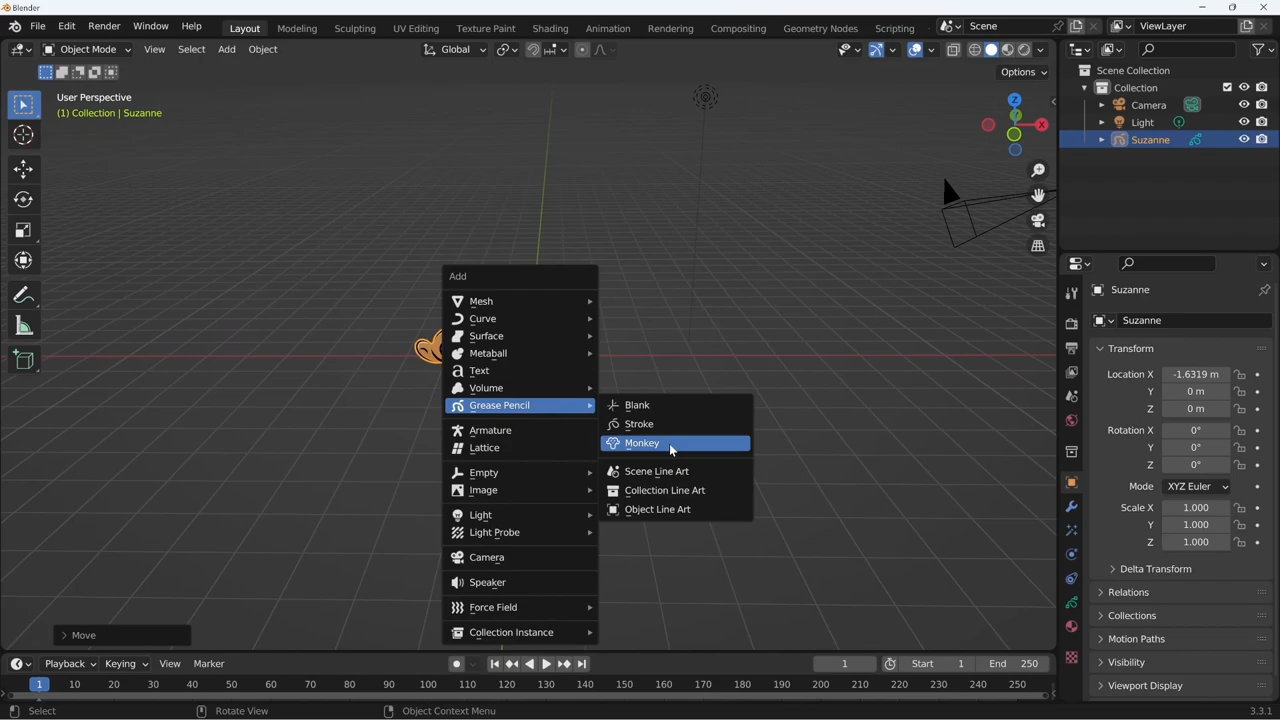 Blender
File Edit Render Window Help Layout Modeling Sculpting UV Editing Texture Paint Shading Animation Rendering Compositing Geometry Nodes Scripting Scene ViewLayer
Object Mode View Select Add Object Global
Options
User Perspective
(1) Collection | Suzanne
Z
Y
X
Scene Collection
Collection
Camera
Light
Suzanne
Add
Mesh
Curve
Surface
Metaball
Text
Volume
Grease Pencil
Armature
Lattice
Empty
Image
Light
Light Probe
Camera
Speaker
Force Field
Collection Instance
Blank
Stroke
Monkey
Scene Line Art
Collection Line Art
Object Line Art
Suzanne
Suzanne
Transform
Location X -1.6319 m
Y 0 m
Z 0 m
Rotation X 0°
Y 0°
Z 0°
Mode XYZ Euler
Scale X 1.000
Y 1.000
Z 1.000
Delta Transform
Relations
Collections
Motion Paths
Visibility
Viewport Display
Move
Playback Keying View Marker 1 Start 1 End 250
1 10 20 30 40 50 60 70 80 90 100 110 120 130 140 150 160 170 180 190 200 210 220 230 240 250
Select Rotate View Object Context Menu 3.3.1